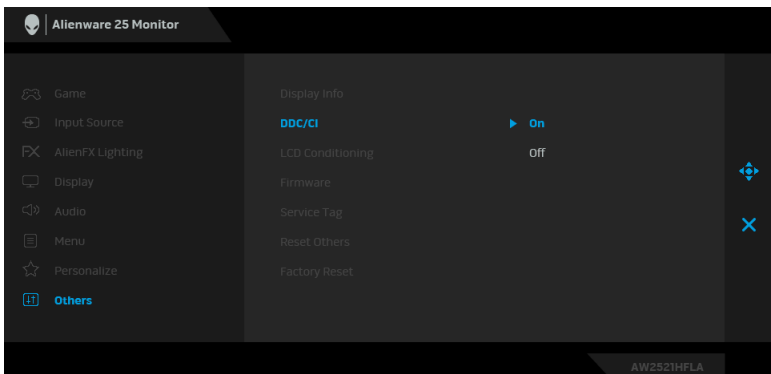 Alienware 25 Monitor
Game
Display Info
Input Source
DDC/CI
On
FX AlienFX Lighting
LCD Conditioning
Off
Display
Firmware
Audio
Service Tag
Menu
Reset Others
Personalize
Factory Reset
Others
AW2521HFLA